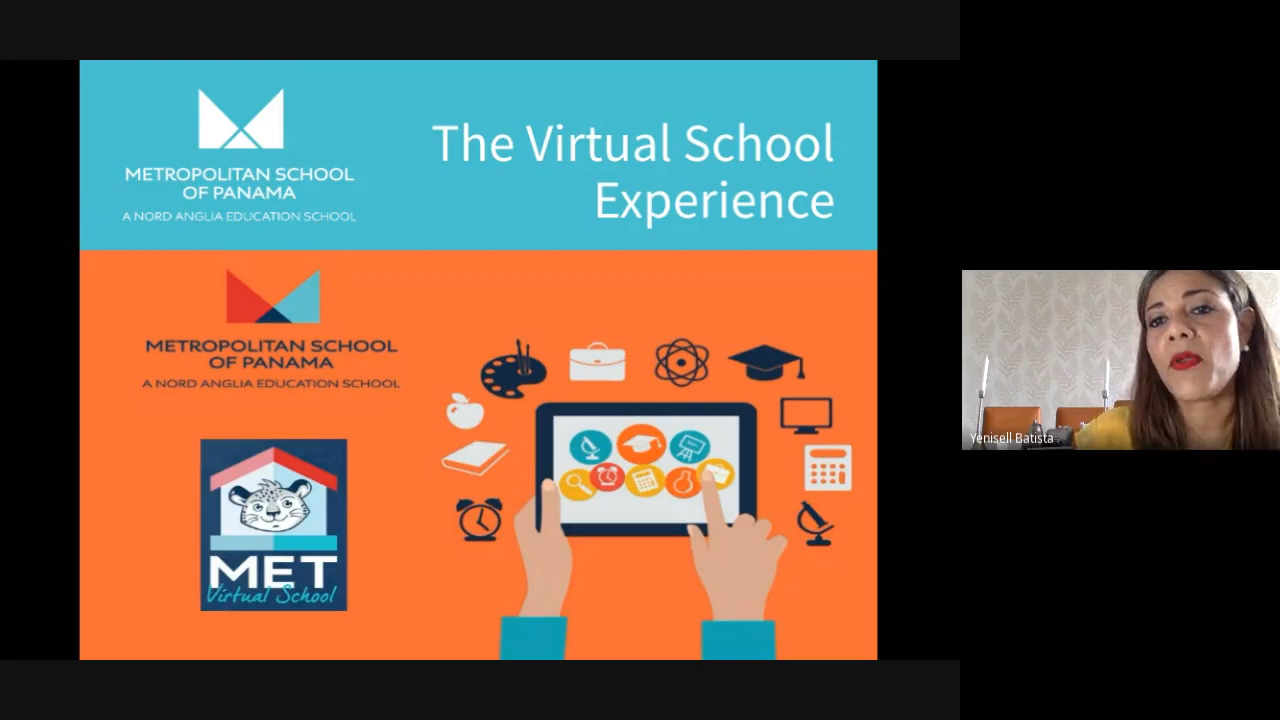 METROPOLITAN SCHOOL
OF PANAMA
A NORD ANGLIA EDUCATION SCHOOL
The Virtual School
Experience
METROPOLITAN SCHOOL
OF PANAMA
A NORD ANGLIA EDUCATION SCHOOL
MET
Virtual School
Yenisell Batista